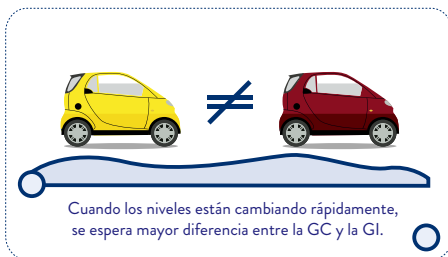 Cuando los niveles están cambiando rápidamente,
se espera mayor diferencia entre la GC y la GI.